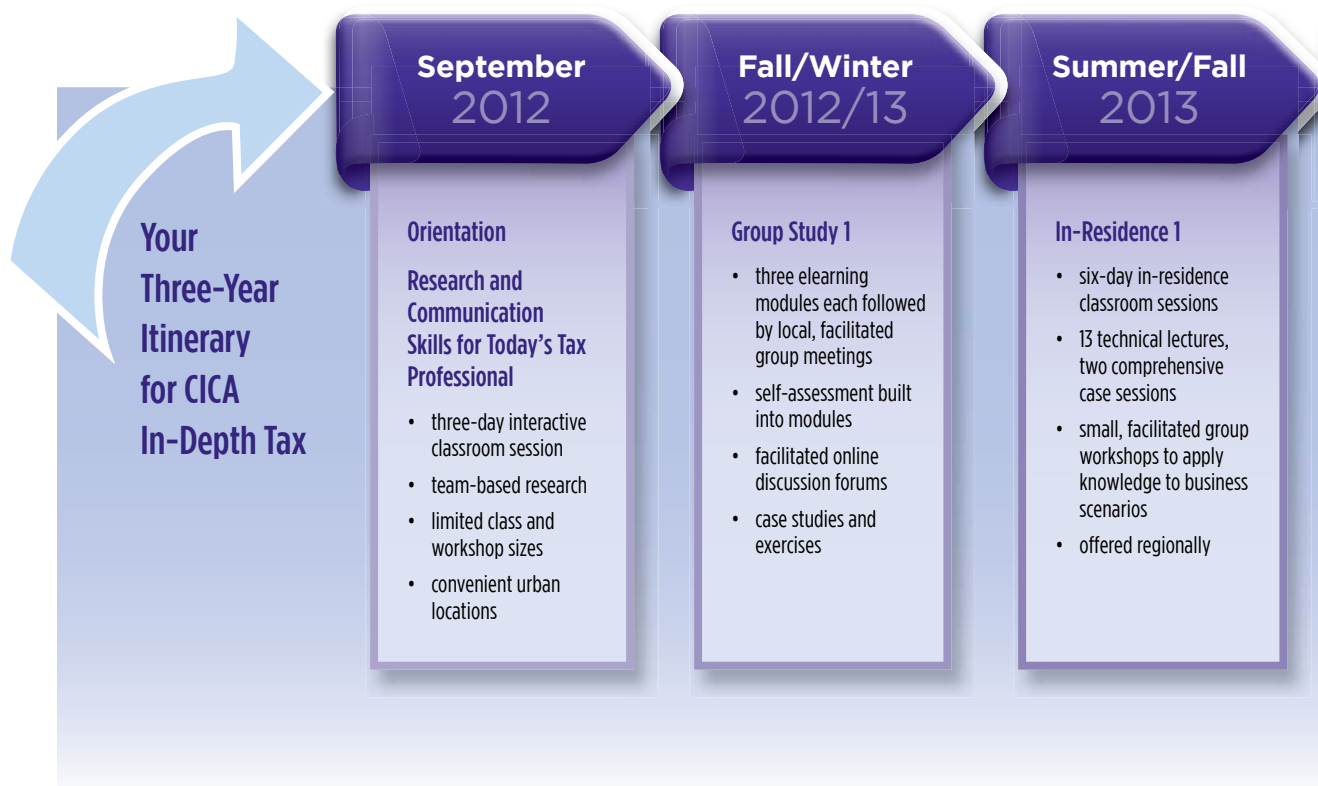 Your
Three-Year
Itinerary
for CICA
In-Depth Tax
September
2012
Orientation
Research and
Communication
Skills for Today's Tax
Professional
• three-day interactive
classroom session
• team-based research
• limited class and
workshop sizes
• convenient urban
locations
Fall/Winter
2012/13
Group Study 1
• three elearning
modules each followed
by local, facilitated
group meetings
• self-assessment built
into modules
• facilitated online
discussion forums
• case studies and
exercises
Summer/Fall
2013
In-Residence 1
• six-day in-residence
classroom sessions
• 13 technical lectures,
two comprehensive
case sessions
• small, facilitated group
workshops to apply
knowledge to business
scenarios
• offered regionally